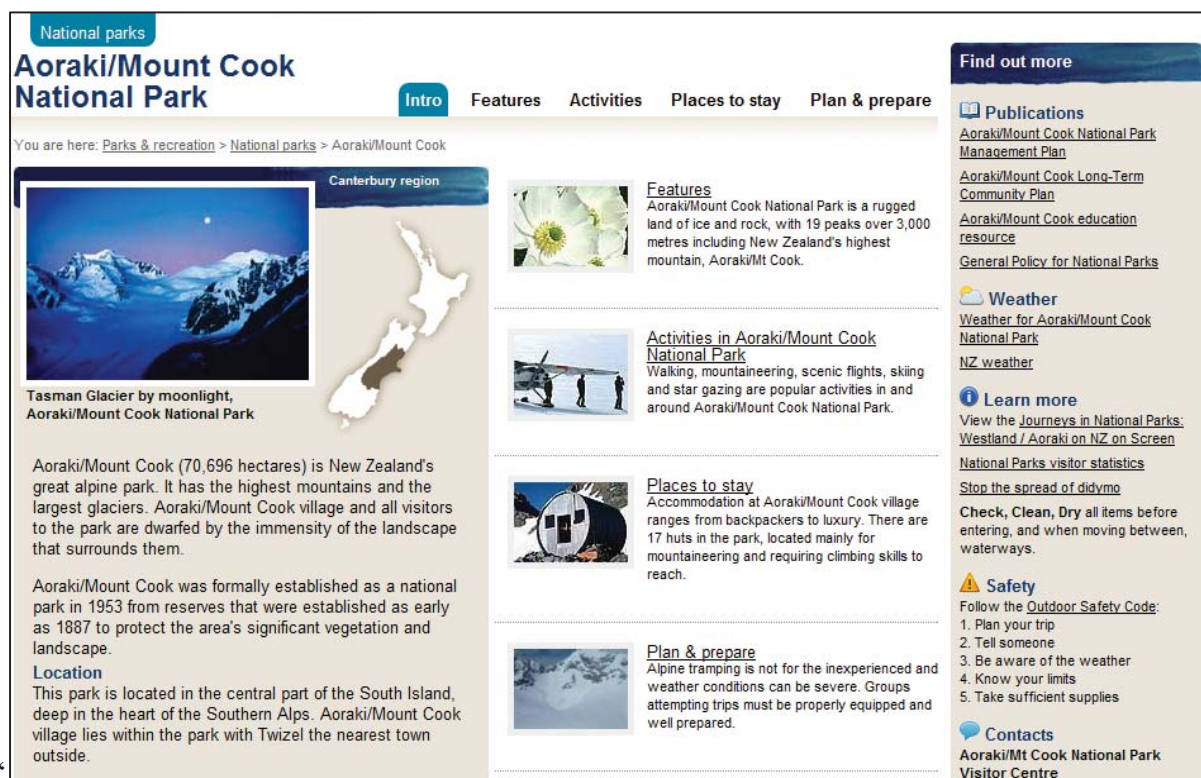 National parks
Aoraki/Mount Cook
National Park
Intro
Features
Activities
Places to stay
Plan & prepare
You are here: Parks & recreation > National parks > Aoraki/Mount Cook
Canterbury region
Tasman Glacier by moonlight,
Aoraki/Mount Cook National Park
Aoraki/Mount Cook (70,696 hectares) is New Zealand's
great alpine park. It has the highest mountains and the
largest glaciers. Aoraki/Mount Cook village and all visitors
to the park are dwarfed by the immensity of the landscape
that surrounds them.
Aoraki/Mount Cook was formally established as a national
park in 1953 from reserves that were established as early
as 1887 to protect the area's significant vegetation and
landscape.
Location
This park is located in the central part of the South Island,
deep in the heart of the Southern Alps. Aoraki/Mount Cook
village lies within the park with Twizel the nearest town
outside.
Features
Aoraki/Mount Cook National Park is a rugged
land of ice and rock, with 19 peaks over 3,000
metres including New Zealand's highest
mountain, Aoraki/Mt Cook.
Activities in Aoraki/Mount Cook
National Park
Walking, mountaineering, scenic flights, skiing
and star gazing are popular activities in and
around Aoraki/Mount Cook National Park.
Places to stay
Accommodation at Aoraki/Mount Cook village
ranges from backpackers to luxury. There are
17 huts in the park, located mainly for
mountaineering and requiring climbing skills to
reach.
Plan & prepare
Alpine tramping is not for the inexperienced and
weather conditions can be severe. Groups
attempting trips must be properly equipped and
well prepared.
Find out more
Publications
Aoraki/Mount Cook National Park
Management Plan
Aoraki/Mount Cook Long-Term
Community Plan
Aoraki/Mount Cook education
resource
General Policy for National Parks
Weather
Weather for Aoraki/Mount Cook
National Park
NZ weather
Learn more
View the Journeys in National Parks:
Westland / Aoraki on NZ on Screen
National Parks visitor statistics
Stop the spread of didymo
Check, Clean, Dry all items before
entering, and when moving between,
waterways.
Safety
Follow the Outdoor Safety Code:
1. Plan your trip
2. Tell someone
3. Be aware of the weather
4. Know your limits
5. Take sufficient supplies
Contacts
Aoraki/Mt Cook National Park
Visitor Centre